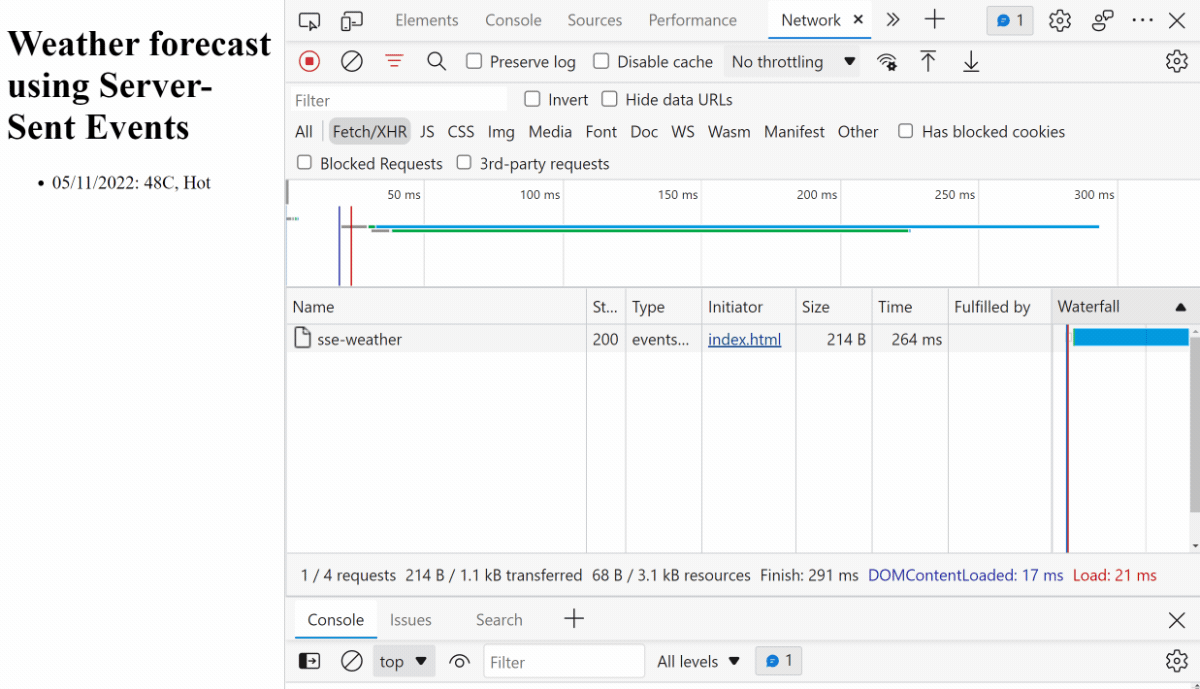 Weather forecast
using Server-
Sent Events
• 05/11/2022: 48C, Hot
Elements Console Sources Performance Network 1
Preserve log Disable cache No throttling
Filter Invert Hide data URLs
All Fetch/XHR JS CSS Img Media Font Doc WS Wasm Manifest Other Has blocked cookies
Blocked Requests 3rd-party requests
50 ms 100 ms 150 ms 200 ms 250 ms 300 ms
Name St... Type Initiator Size Time Fulfilled by Waterfall
sse-weather 200 events... index.html 214 B 264 ms
1 / 4 requests 214 B / 1.1 kB transferred 68 B / 3.1 kB resources Finish: 291 ms DOMContentLoaded: 17 ms Load: 21 ms
Console Issues Search
top Filter All levels 1